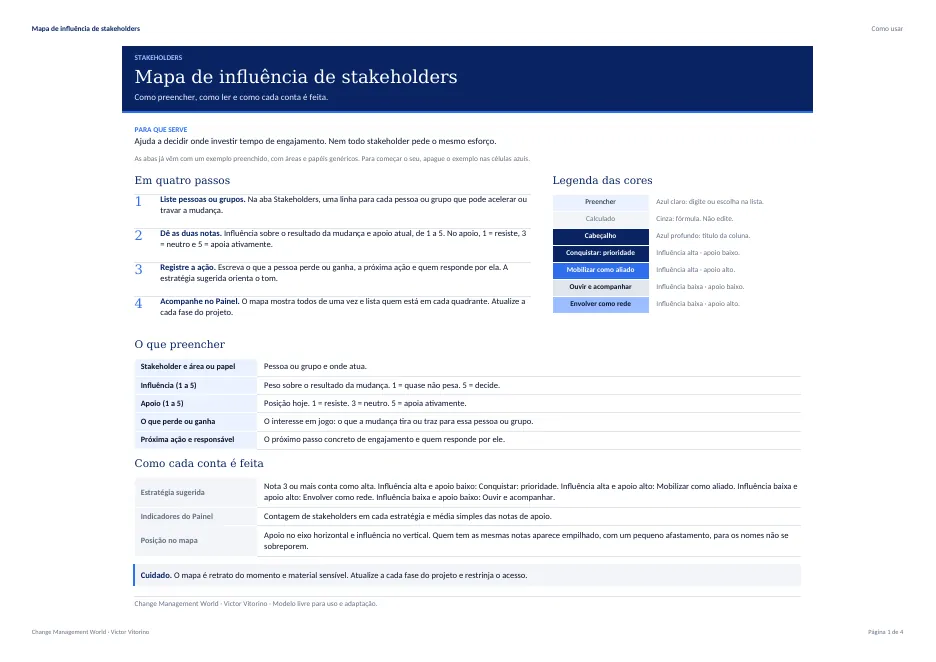 Mapa de influência de stakeholders
Como usar
STAKEHOLDERS
Mapa de influência de stakeholders
Como preencher, como ler e como cada conta é feita.
PARA QUE SERVE
Ajuda a decidir onde investir tempo de engajamento. Nem todo stakeholder pede o mesmo esforço.
As abas já vêm com um exemplo preenchido, com áreas e papéis genéricos. Para começar o seu, apague o exemplo nas células azuis.
Em quatro passos
1
Liste pessoas ou grupos. Na aba Stakeholders, uma linha para cada pessoa ou grupo que pode acelerar ou
travar a mudança.
2
Dê as duas notas. Influência sobre o resultado da mudança e apoio atual, de 1 a 5. No apoio, 1 = resiste, 3
= neutro e 5 = apoia ativamente.
3
Registre a ação. Escreva o que a pessoa perde ou ganha, a próxima ação e quem responde por ela. A
estratégia sugerida orienta o tom.
4
Acompanhe no Painel. O mapa mostra todos de uma vez e lista quem está em cada quadrante. Atualize a
cada fase do projeto.
Legenda das cores
Preencher
Azul claro: digite ou escolha na lista.
Calculado
Cinza: fórmula. Não edite.
Cabeçalho
Azul profundo: título da coluna.
Conquistar: prioridade
Influência alta · apoio baixo.
Mobilizar como aliado
Influência alta · apoio alto.
Ouvir e acompanhar
Influência baixa · apoio baixo.
Envolver como rede
Influência baixa · apoio alto.
O que preencher
Stakeholder e área ou papel
Pessoa ou grupo e onde atua.
Influência (1 a 5)
Peso sobre o resultado da mudança. 1 = quase não pesa. 5 = decide.
Apoio (1 a 5)
Posição hoje. 1 = resiste. 3 = neutro. 5 = apoia ativamente.
O que perde ou ganha
O interesse em jogo: o que a mudança tira ou traz para essa pessoa ou grupo.
Próxima ação e responsável
O próximo passo concreto de engajamento e quem responde por ele.
Como cada conta é feita
Estratégia sugerida
Nota 3 ou mais conta como alta. Influência alta e apoio baixo: Conquistar: prioridade. Influência alta e apoio alto: Mobilizar como aliado. Influência baixa e
apoio alto: Envolver como rede. Influência baixa e apoio baixo: Ouvir e acompanhar.
Indicadores do Painel
Contagem de stakeholders em cada estratégia e média simples das notas de apoio.
Posição no mapa
Apoio no eixo horizontal e influência no vertical. Quem tem as mesmas notas aparece empilhado, com um pequeno afastamento, para os nomes não se
sobreporem.
Cuidado. O mapa é retrato do momento e material sensível. Atualize a cada fase do projeto e restrinja o acesso.
Change Management World · Victor Vitorino · Modelo livre para uso e adaptação.
Change Management World · Victor Vitorino
Página 1 de 4